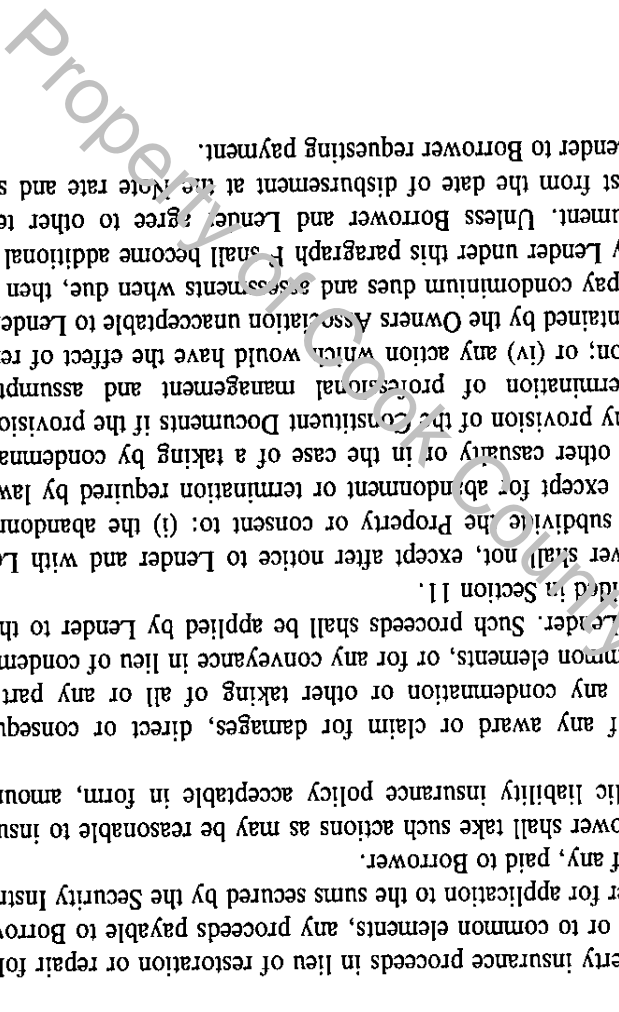 erty insurance proceeds in lieu of restoration or repair fol
or to common elements, any proceeds payable to Borrov
er for application to the sums secured by the Security Instr
f any, paid to Borrower.
ower shall take such actions as may be reasonable to insu
lic liability insurance policy acceptable in form, amoun
f any award or claim for damages, direct or consequ
any condemnation or other taking of all or any part
mmon elements, or for any conveyance in lieu of condem
Lender. Such proceeds shall be applied by Lender to th
ided in Section 11.
wer shall not, except after notice to Lender and with Le
subdivide the Property or consent to: (i) the abandonm
except for abandonment or termination required by law
other casualty or in the case of a taking by condemna
ny provision of the Constituent Documents if the provisio
ermination of professional management and assumpt
on; or (iv) any action which would have the effect of re
ntained by the Owners Association unacceptable to Lende
pay condominium dues and assessments when due, then
y Lender under this paragraph F shall become additional
ument. Unless Borrower and Lender agree to other te
st from the date of disbursement at the Note rate and s
ender to Borrower requesting payment.
Property of Cook County